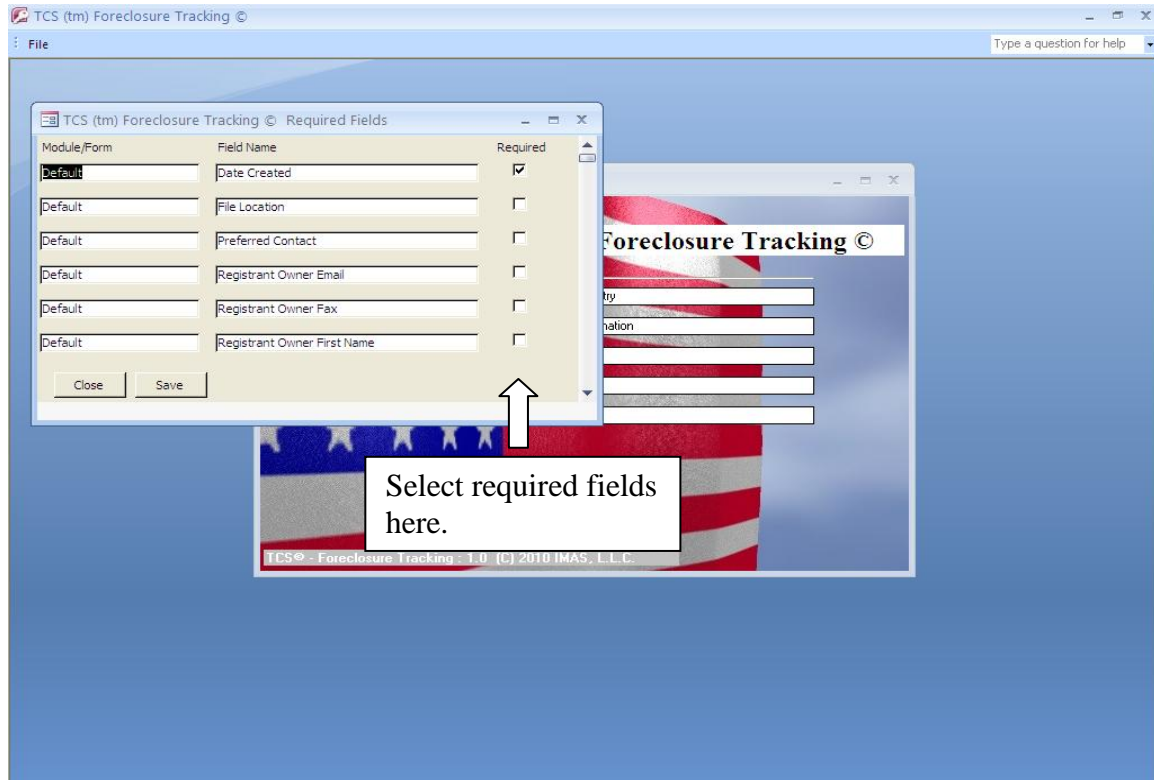 TCS (tm) Foreclosure Tracking ©
File
Type a question for help
TCS (tm) Foreclosure Tracking © Required Fields
Module/Form Field Name Required
Default Date Created
Default File Location
Default Preferred Contact
Default Registrant Owner Email
Default Registrant Owner Fax
Default Registrant Owner First Name
Close Save
Foreclosure Tracking ©
try
mation
Select required fields
here.
TCS© - Foreclosure Tracking : 1.0 (C) 2010 IMAS, L.L.C.